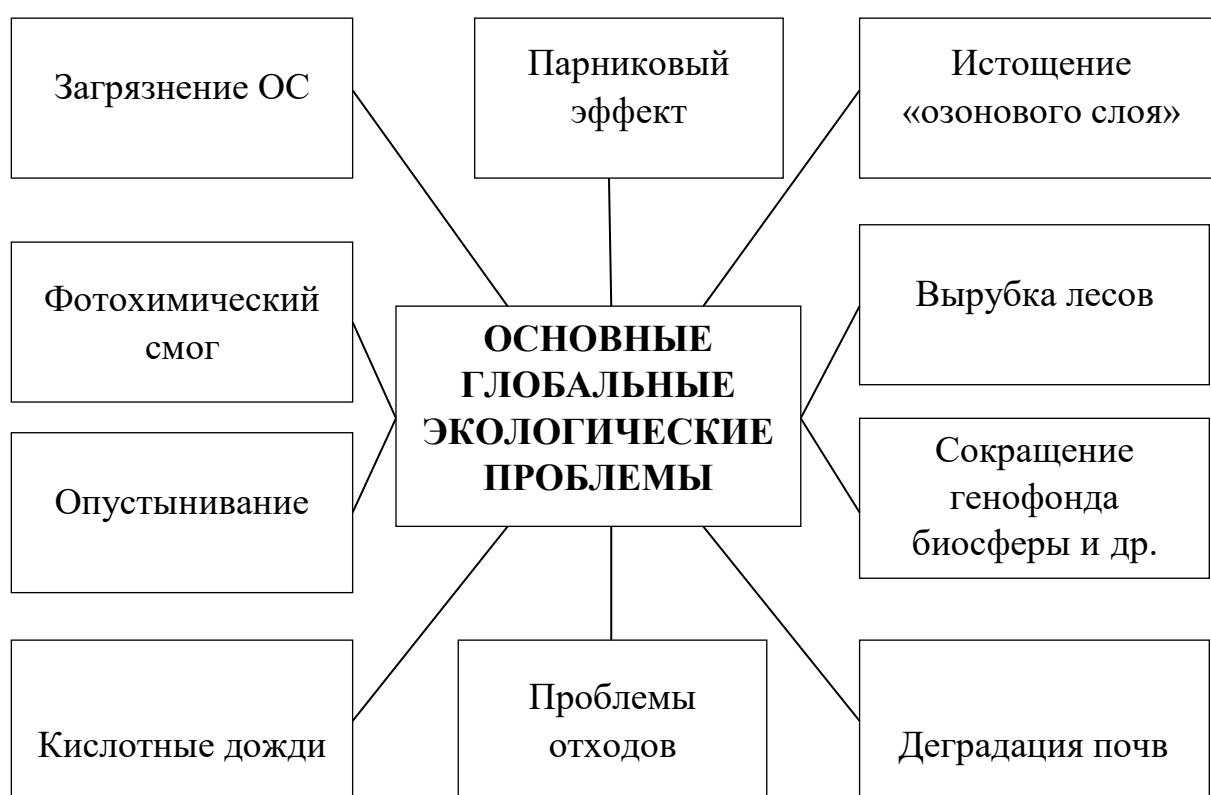 Загрязнение ОС
Парниковый
эффект
Истощение
«озонового слоя»
Фотохимический
смог
ОСНОВНЫЕ
ГЛОБАЛЬНЫЕ
ЭКОЛОГИЧЕСКИЕ
ПРОБЛЕМЫ
Вырубка лесов
Опустынивание
Сокращение
генофонда
биосферы и др.
Кислотные дожди
Проблемы
отходов
Деградация почв